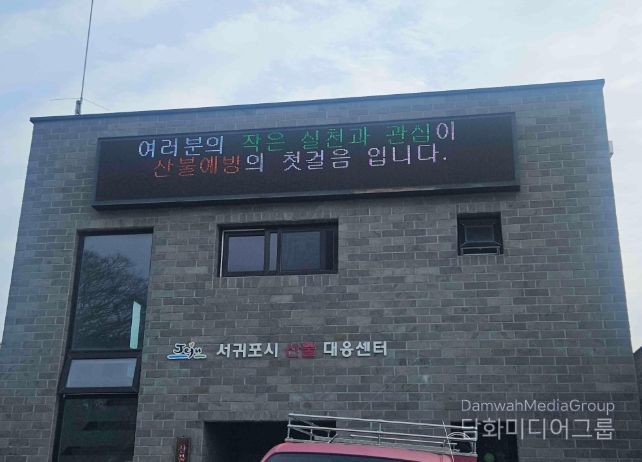 여러분의 작은 실천과 관심이
산불예방의 첫걸음 입니다.
서귀포시 산불 대응센터
DamwahMediaGroup
담화미디어그룹